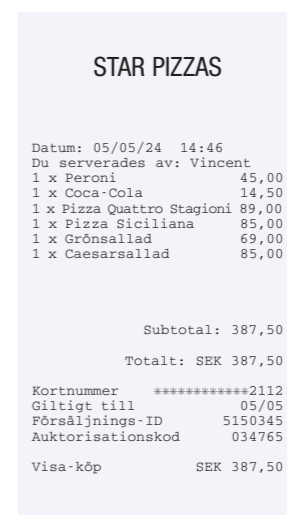 STAR PIZZAS
Datum: 05/05/24 14:46
Du serverades av: Vincent
1 x Peroni 45,00
1 x Coca-Cola 14,50
1 x Pizza Quattro Stagioni 89,00
1 x Pizza Siciliana 85,00
1 x Grönsallad 69,00
1 x Caesarsallad 85,00
Subtotal: 387,50
Totalt: SEK 387,50
Kortnummer ************2112
Giltigt till 05/05
Försäljnings-ID 5150345
Auktorisationskod 034765
Visa-köp SEK 387,50